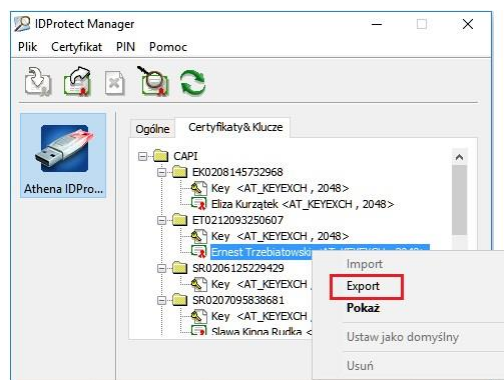 IDProtect Manager
Plik Certyfikat PIN Pomoc
Athena IDPro...
Ogólne Certyfikaty& Klucze
CAPI
EK0208145732968
Key <AT_KEYEXCH , 2048>
Eliza Kurzątek <AT_KEYEXCH , 2048>
ET0212093250607
Key <AT_KEYEXCH , 2048>
Ernest Trzebiatowski <AT_KEYEXCH , 2048>
SR0206125229429
Key <AT_KEYEXCH ,
SR0207095838681
Key <AT_KEYEXCH ,
Slawa Kinga Rudka <
Import
Export
Pokaż
Ustaw jako domyślny
Usuń